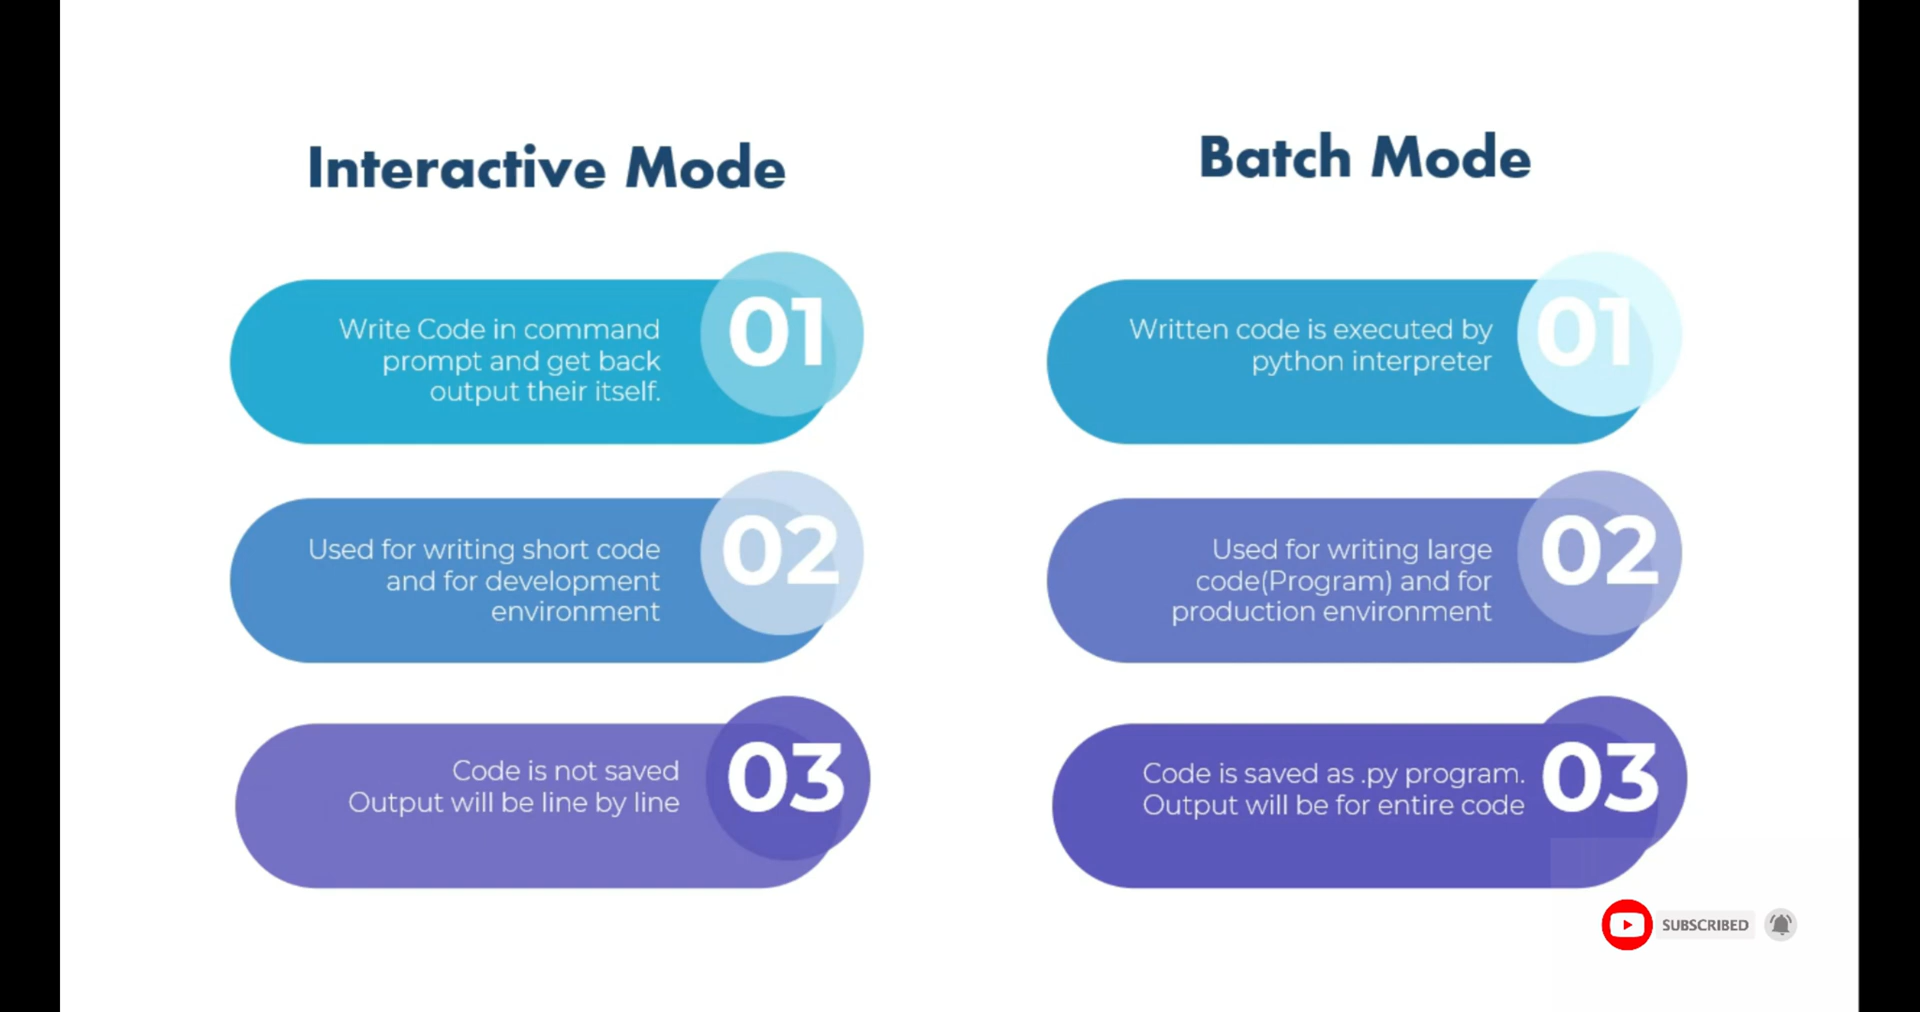 Interactive Mode
01
Write Code in command
prompt and get back
output their itself.
02
Used for writing short code
and for development
environment
03
Code is not saved
Output will be line by line
Batch Mode
01
Written code is executed by
python interpreter
02
Used for writing large
code(Program) and for
production environment
03
Code is saved as .py program.
Output will be for entire code
SUBSCRIBED